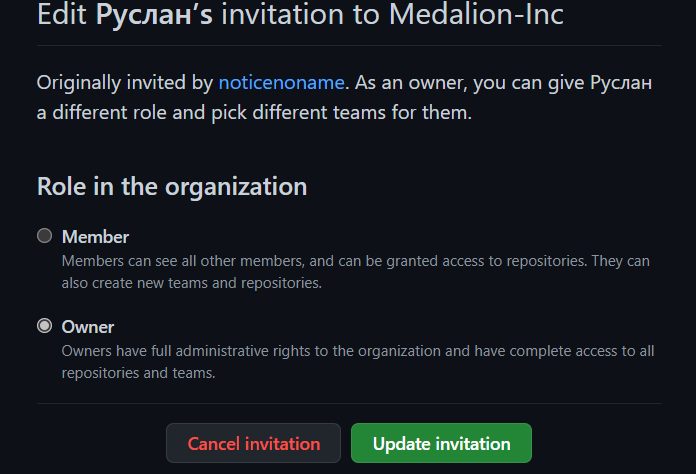 Edit Руслан’s invitation to Medalion-Inc
Originally invited by noticenoname. As an owner, you can give Руслан
a different role and pick different teams for them.
Role in the organization
Member
Members can see all other members, and can be granted access to repositories. They can
also create new teams and repositories.
Owner
Owners have full administrative rights to the organization and have complete access to all
repositories and teams.
Cancel invitation
Update invitation